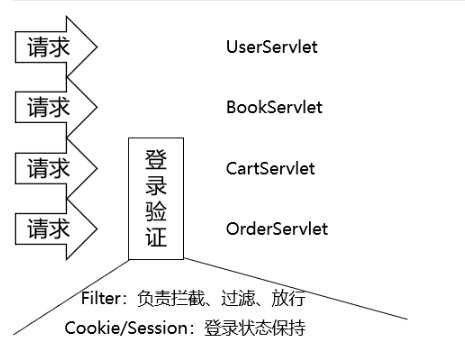 请求 UserServlet
请求 BookServlet
登录验证
请求 CartServlet
请求 OrderServlet
Filter：负责拦截、过滤、放行
Cookie/Session：登录状态保持